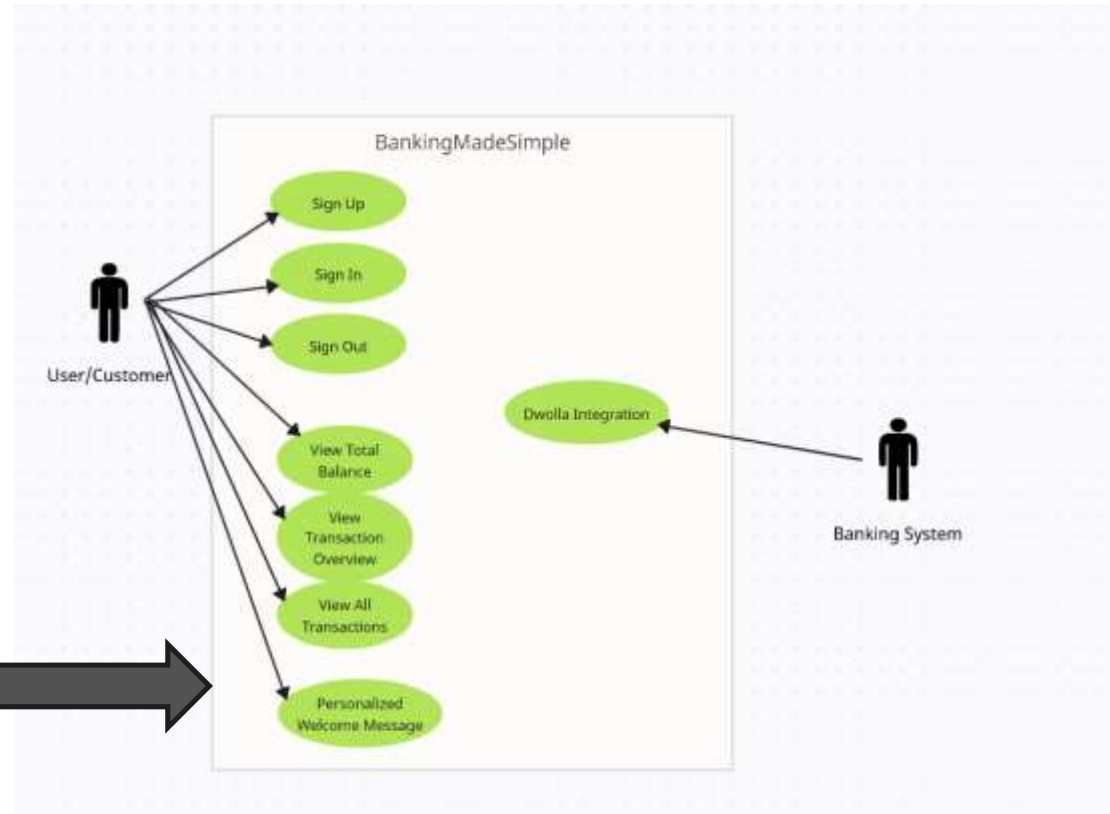 BankingMadeSimple
Sign Up
Sign In
Sign Out
User/Customer
Dwolla Integration
View Total
Balance
View
Transaction
Overview
Banking System
View All
Transactions
Personalized
Welcome Message